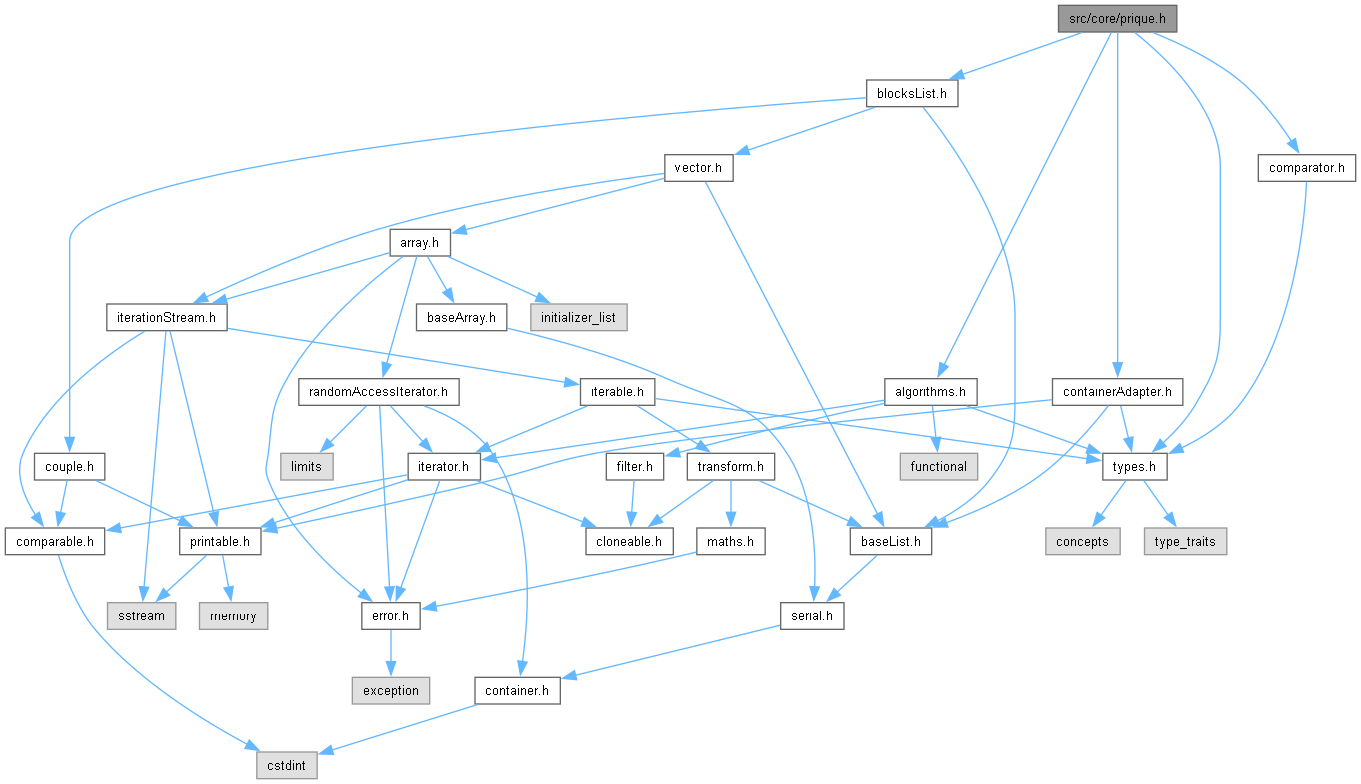 src/core/prique.h
blocksList.h
vector.h
comparator.h
array.h
iterationStream.h
baseArray.h
initializer_list
randomAccessIterator.h
iterable.h
algorithms.h
containerAdapter.h
couple.h
limits
iterator.h
filter.h
transform.h
functional
types.h
comparable.h
printable.h
cloneable.h
maths.h
baseList.h
concepts
type_traits
sstream
memory
error.h
serial.h
exception
container.h
cstdint